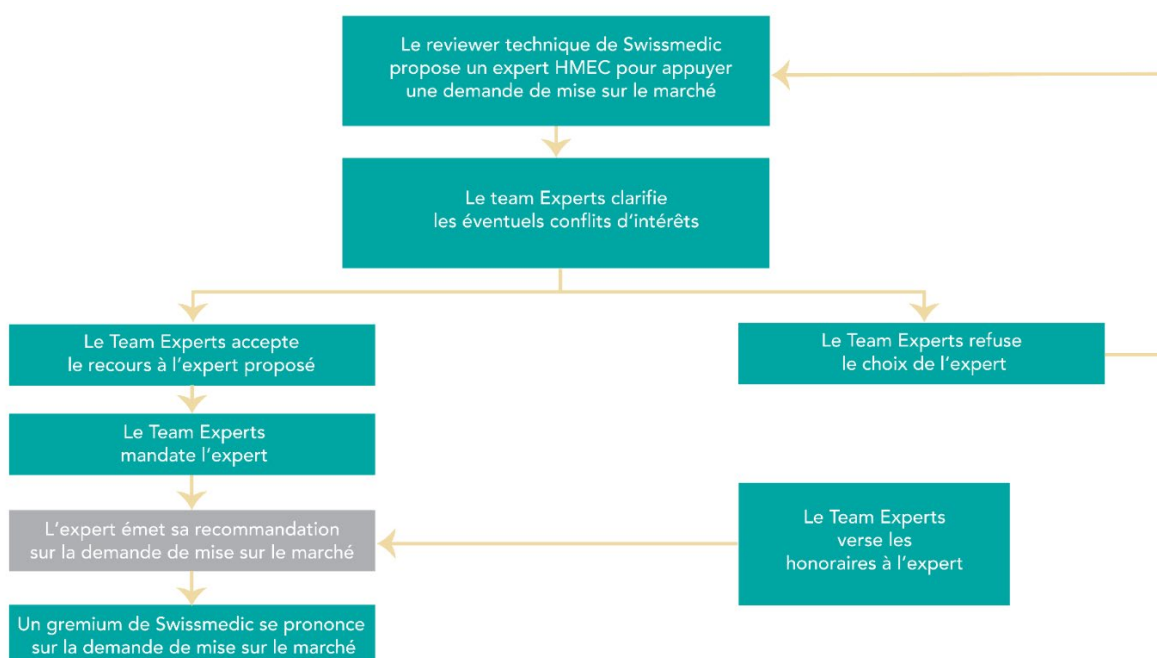 Le reviewer technique de Swissmedic
propose un expert HMEC pour appuyer
une demande de mise sur le marché
Le team Experts clarifie
les éventuels conflits d’intérêts
Le Team Experts accepte
le recours à l’expert proposé
Le Team Experts refuse
le choix de l’expert
Le Team Experts
mandate l’expert
L’expert émet sa recommandation
sur la demande de mise sur le marché
Le Team Experts
verse les
honoraires à l’expert
Un gremium de Swissmedic se prononce
sur la demande de mise sur le marché